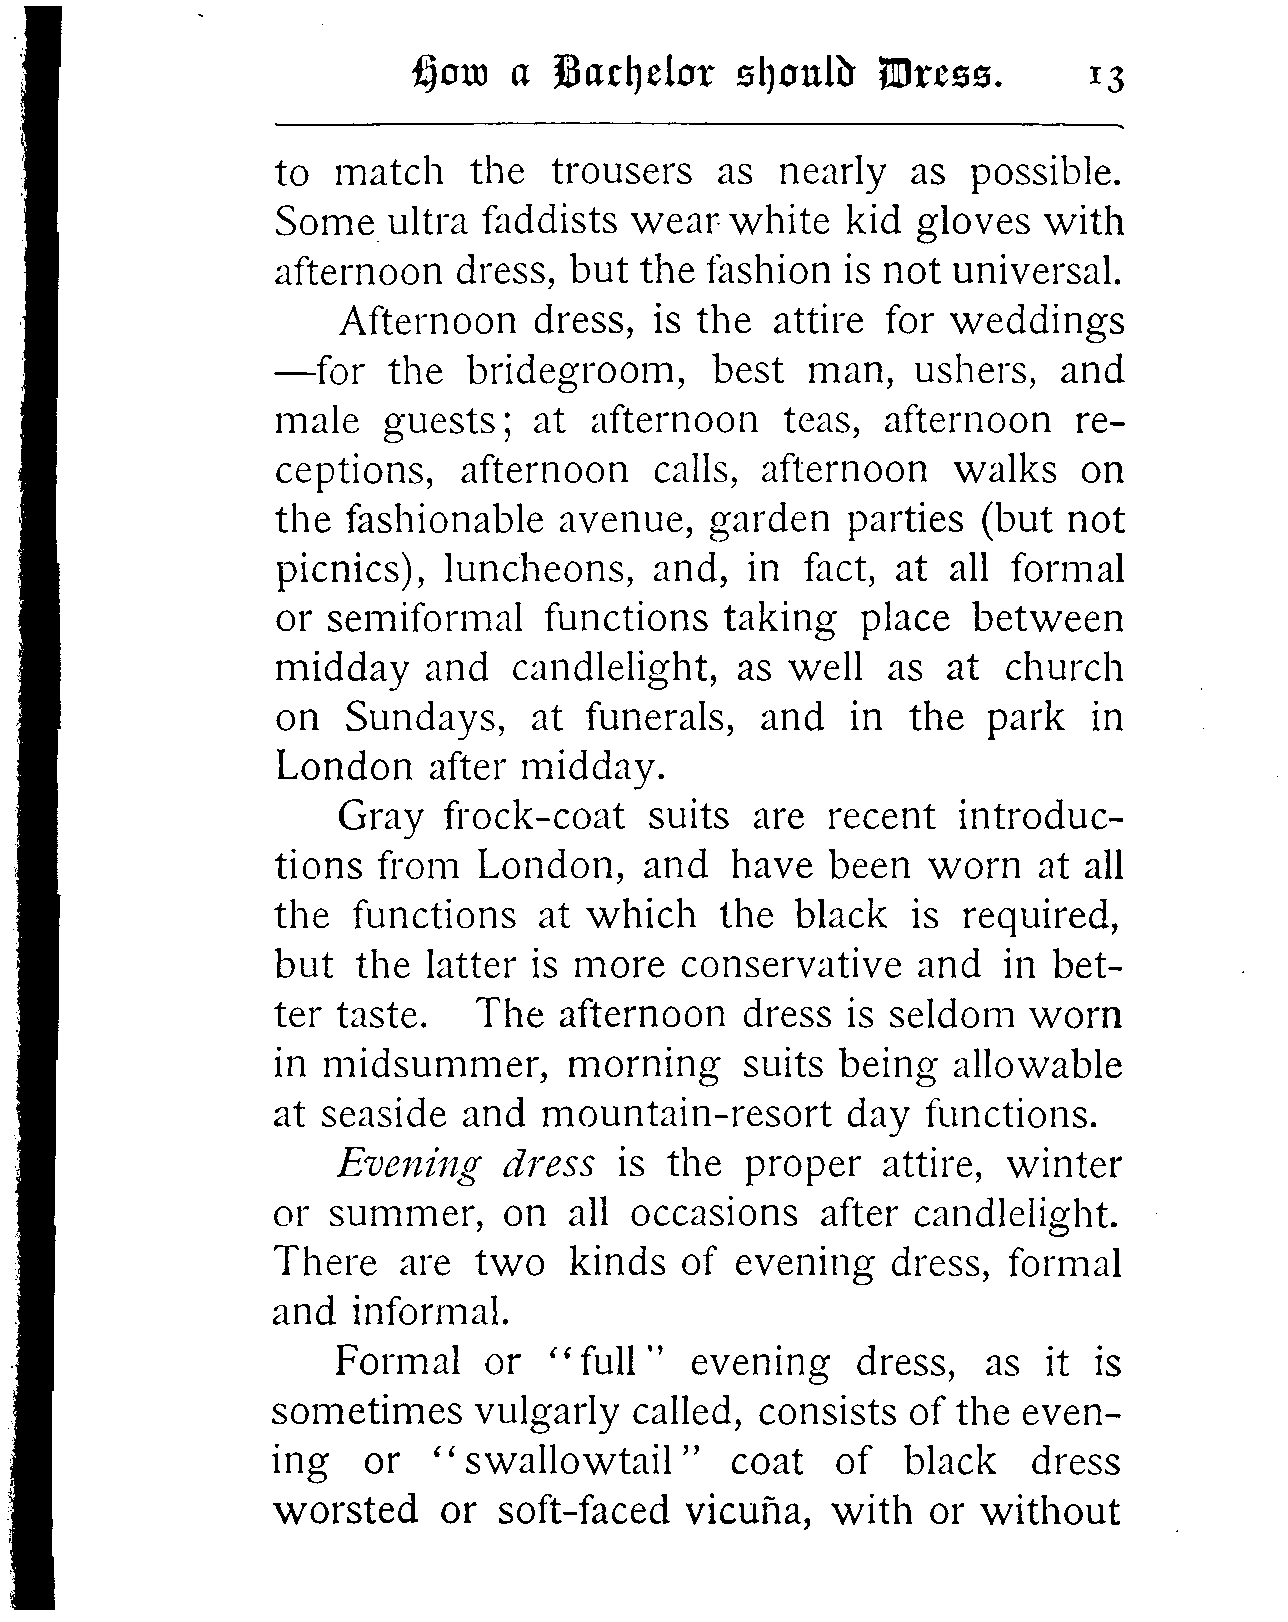 How a Bachelor should Dress. 13
to match the trousers as nearly as possible.
Some ultra faddists wear white kid gloves with
afternoon dress, but the fashion is not universal.
Afternoon dress, is the attire for weddings
—for the bridegroom, best man, ushers, and
male guests; at afternoon teas, afternoon re-
ceptions, afternoon calls, afternoon walks on
the fashionable avenue, garden parties (but not
picnics), luncheons, and, in fact, at all formal
or semiformal functions taking place between
midday and candlelight, as well as at church
on Sundays, at funerals, and in the park in
London after midday.
Gray frock-coat suits are recent introduc-
tions from London, and have been worn at all
the functions at which the black is required,
but the latter is more conservative and in bet-
ter taste. The afternoon dress is seldom worn
in midsummer, morning suits being allowable
at seaside and mountain-resort day functions.
Evening dress is the proper attire, winter
or summer, on all occasions after candlelight.
There are two kinds of evening dress, formal
and informal.
Formal or “full” evening dress, as it is
sometimes vulgarly called, consists of the even-
ing or “swallowtail” coat of black dress
worsted or soft-faced vicuña, with or without